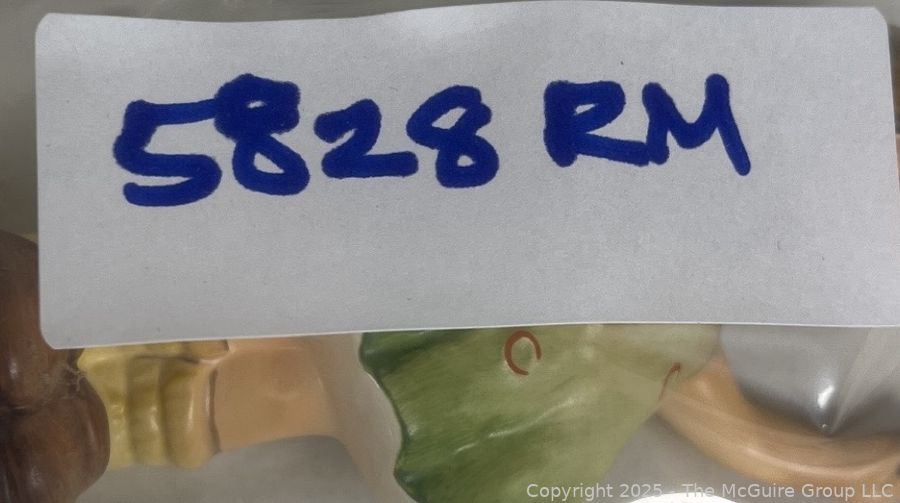 5828 RM
Copyright 2025 - The McGuire Group LLC